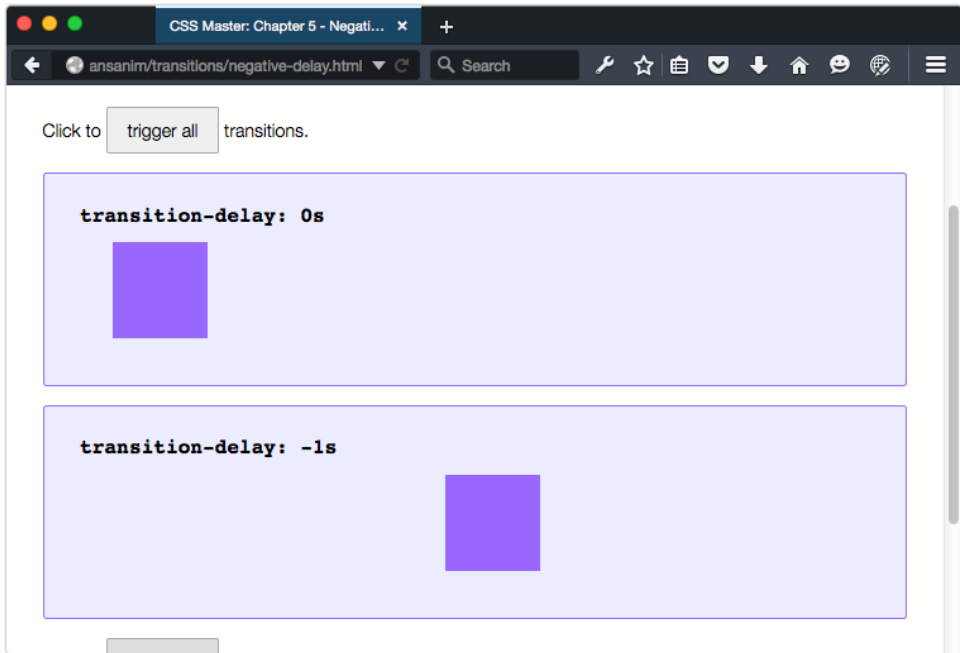 CSS Master: Chapter 5 - Negati...
ansanim/transitions/negative-delay.html
Search
Click to trigger all transitions.
transition-delay: 0s
transition-delay: -1s